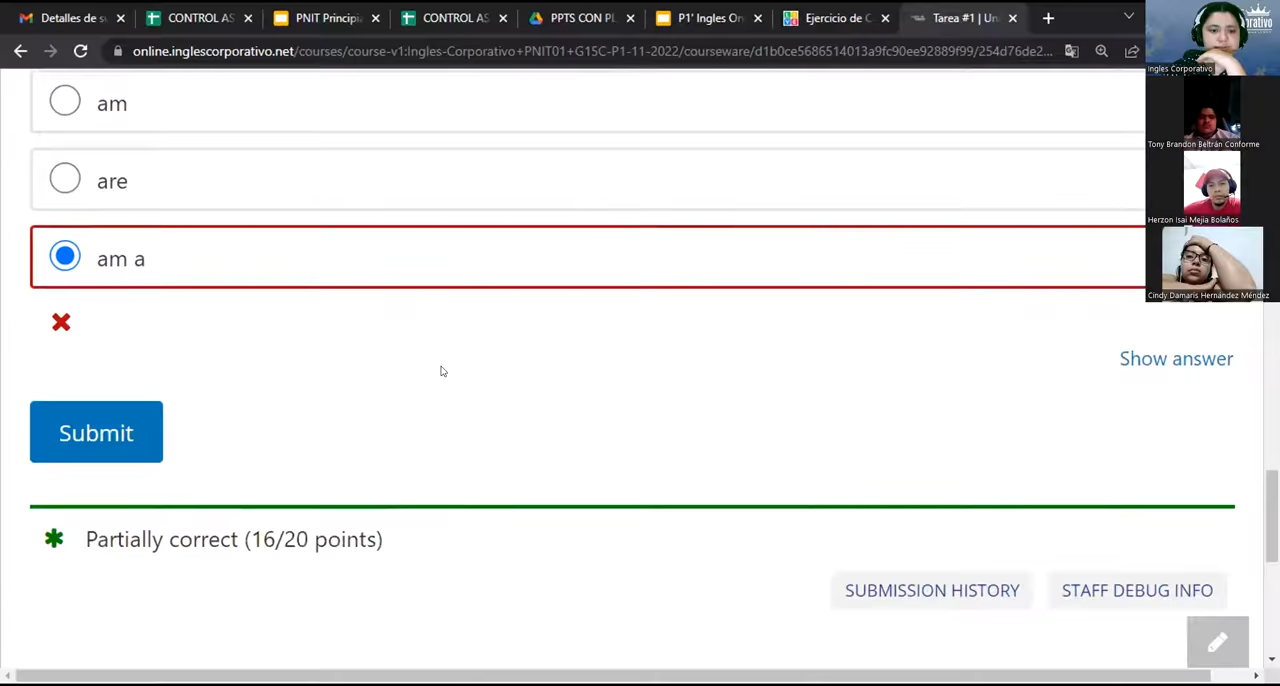 Detalles de su
CONTROL AS
PNIT Principia
CONTROL AS
PPTS CON PL
P1' Ingles On
Ejercicio de C
Tarea #1 | Un
online.inglescorporativo.net/courses/course-v1:Ingles-Corporativo+PNIT01+G15C-P1-11-2022/courseware/d1b0ce5686514013a9fc90ee92889f99/254d76de2...
Ingles Corporativo
Tony Brandon Beltrán Conforme
Herzon Isai Mejia Bolaños
Cindy Damaris Hernández Méndez
am
are
am a
Show answer
Submit
Partially correct (16/20 points)
SUBMISSION HISTORY
STAFF DEBUG INFO